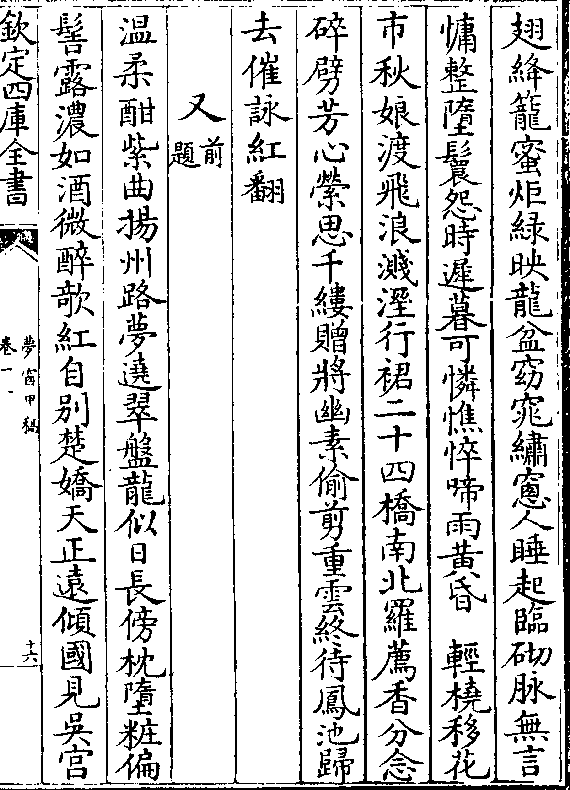 翅絳籠蜜炬緑映龍盆窈窕繡窻人睡起臨砌脉無言
慵整墮鬟怨時遲暮可憐憔悴啼雨黄昏　輕橈移花
市秋娘渡飛浪濺溼行裙二十四橋南北羅薦香分念
碎劈芳心縈思千縷贈將幽素偷剪重雲終待鳳池歸
去催詠紅翻
又前題
温柔酣紫曲揚州路夢遶翠盤龍似日長傍枕墮粧偏
髻露濃如酒微醉欹紅自别楚嬌天正遠傾國見吳宫
欽定四庫全書
夢窗甲稿
卷一
十六